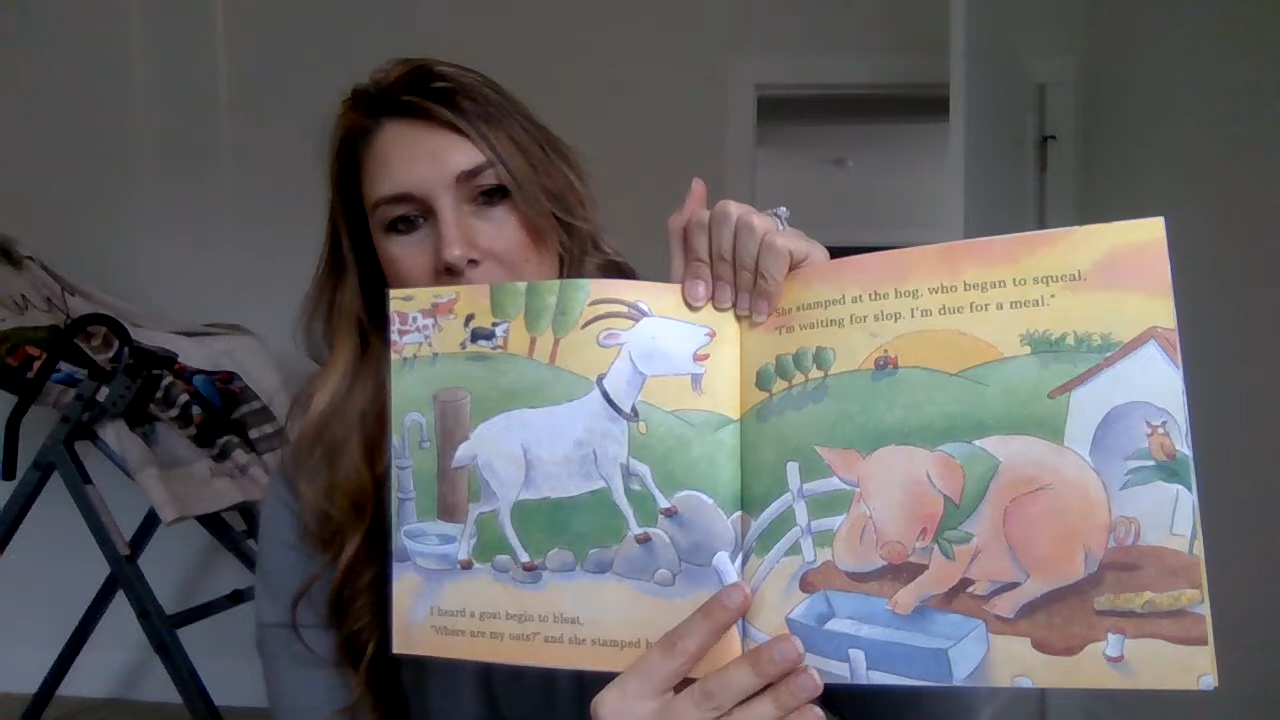 I heard a goat begin to bleat,
"Where are my oats?" and she stamped
She stamped at the hog, who began to squeal,
"I'm waiting for slop. I'm due for a meal."